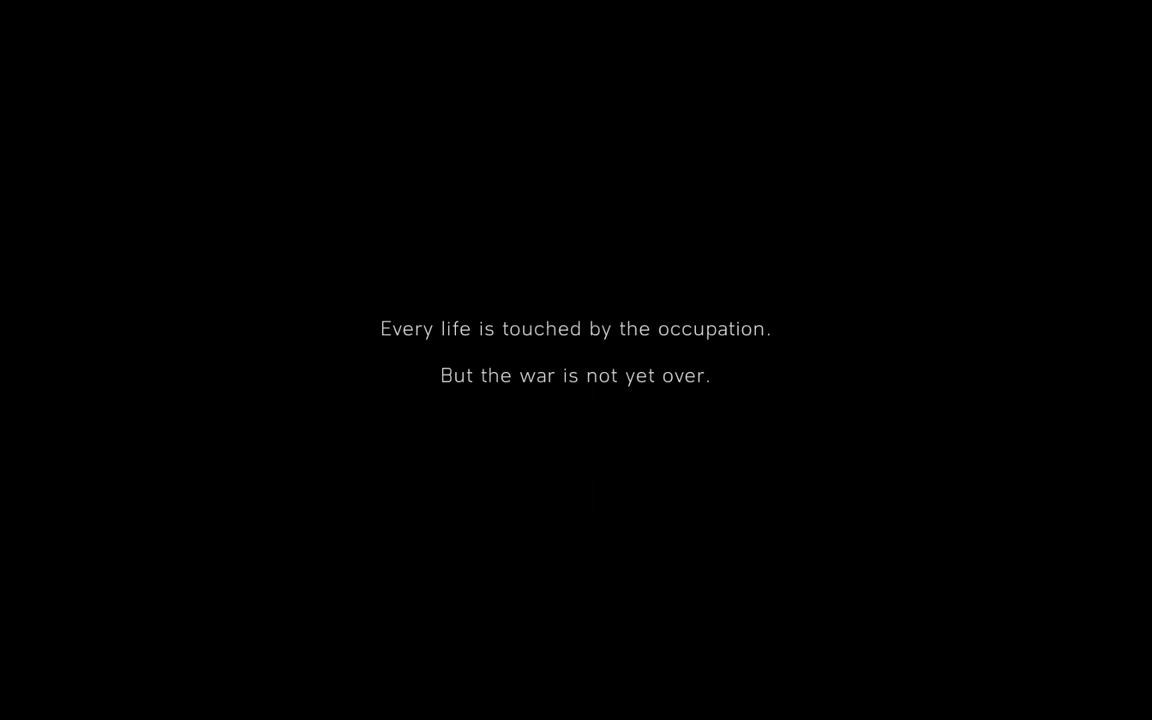 Every life is touched by the occupation.
But the war is not yet over.